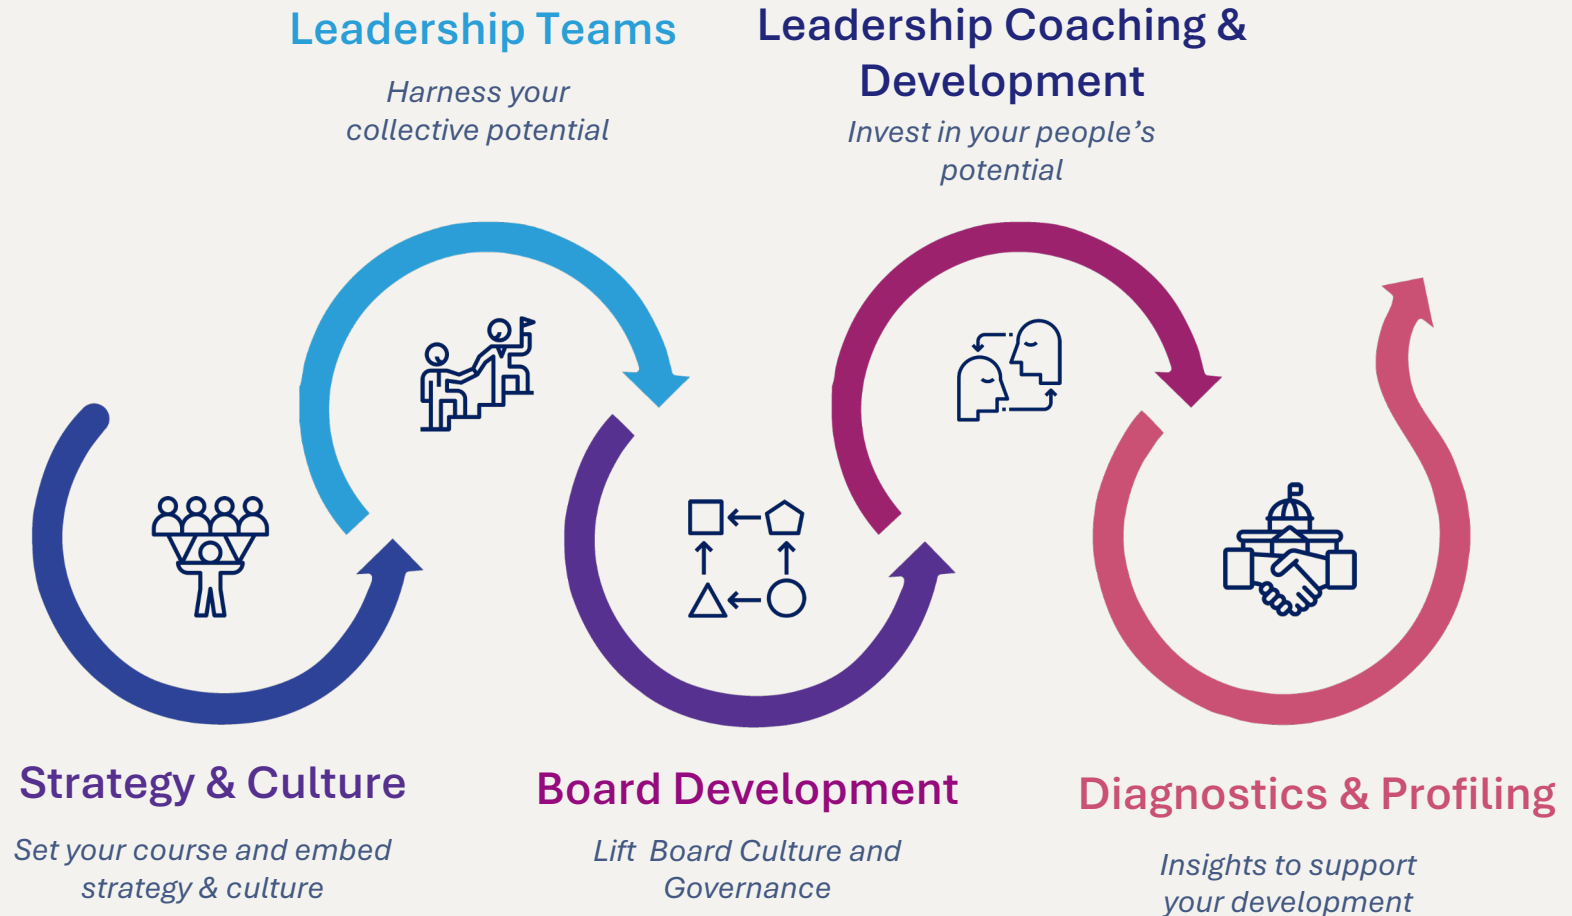 Leadership Teams
Harness your
collective potential
Leadership Coaching &
Development
Invest in your people’s
potential
Strategy & Culture
Set your course and embed
strategy & culture
Board Development
Lift  Board Culture and
Governance
Diagnostics & Profiling
Insights to support
your development